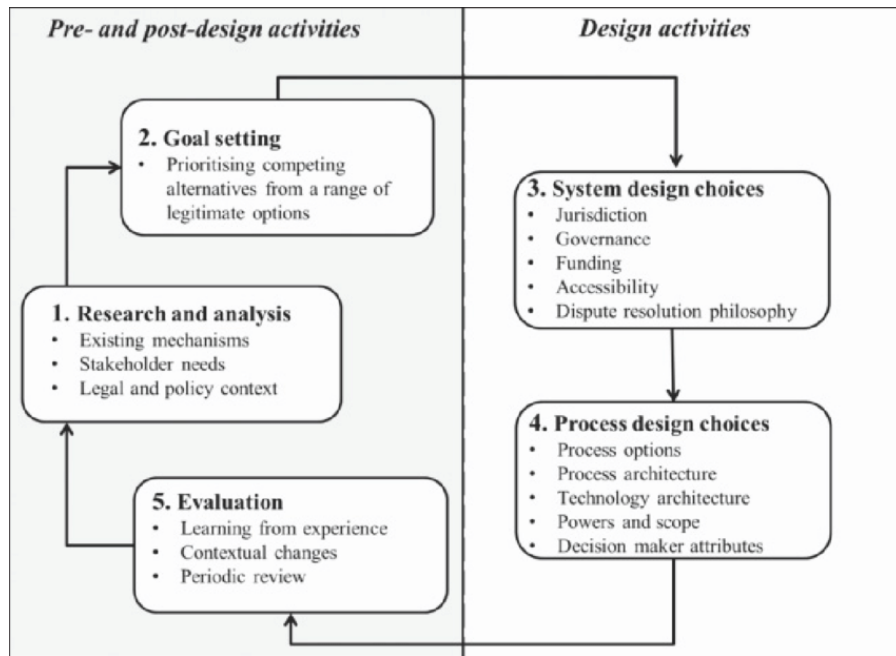 Pre- and post-design activities
Design activities
2. Goal setting
• Prioritising competing
alternatives from a range of
legitimate options
3. System design choices
• Jurisdiction
• Governance
• Funding
• Accessibility
• Dispute resolution philosophy
1. Research and analysis
• Existing mechanisms
• Stakeholder needs
• Legal and policy context
4. Process design choices
• Process options
• Process architecture
• Technology architecture
• Powers and scope
• Decision maker attributes
5. Evaluation
• Learning from experience
• Contextual changes
• Periodic review